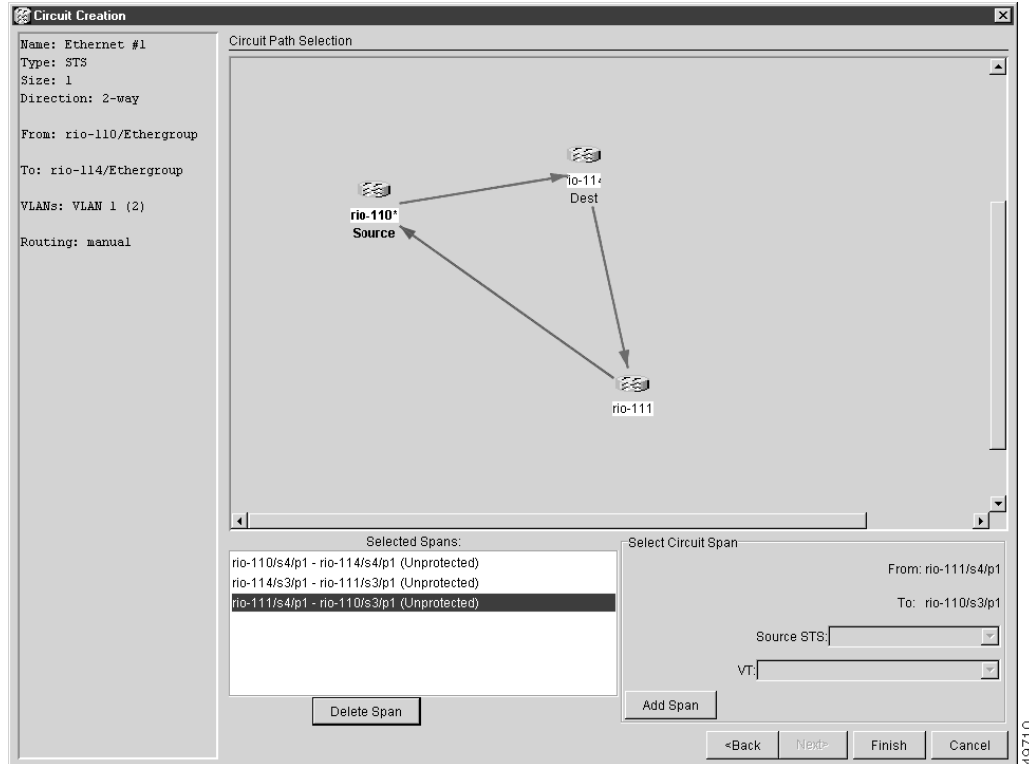 Circuit Creation
Name: Ethernet #1
Type: STS
Size: 1
Direction: 2-way
From: rio-110/Ethergroup
To: rio-114/Ethergroup
VLANs: VLAN 1 (2)
Routing: manual
Circuit Path Selection
rio-110*
Source
rio-114
Dest
rio-111
Selected Spans:
rio-110/s4/p1 - rio-114/s4/p1 (Unprotected)
rio-114/s3/p1 - rio-111/s3/p1 (Unprotected)
rio-111/s4/p1 - rio-110/s3/p1 (Unprotected)
Delete Span
Select Circuit Span
From: rio-111/s4/p1
To: rio-110/s3/p1
Source STS:
VT:
Add Span
<Back
Next>
Finish
Cancel
49710